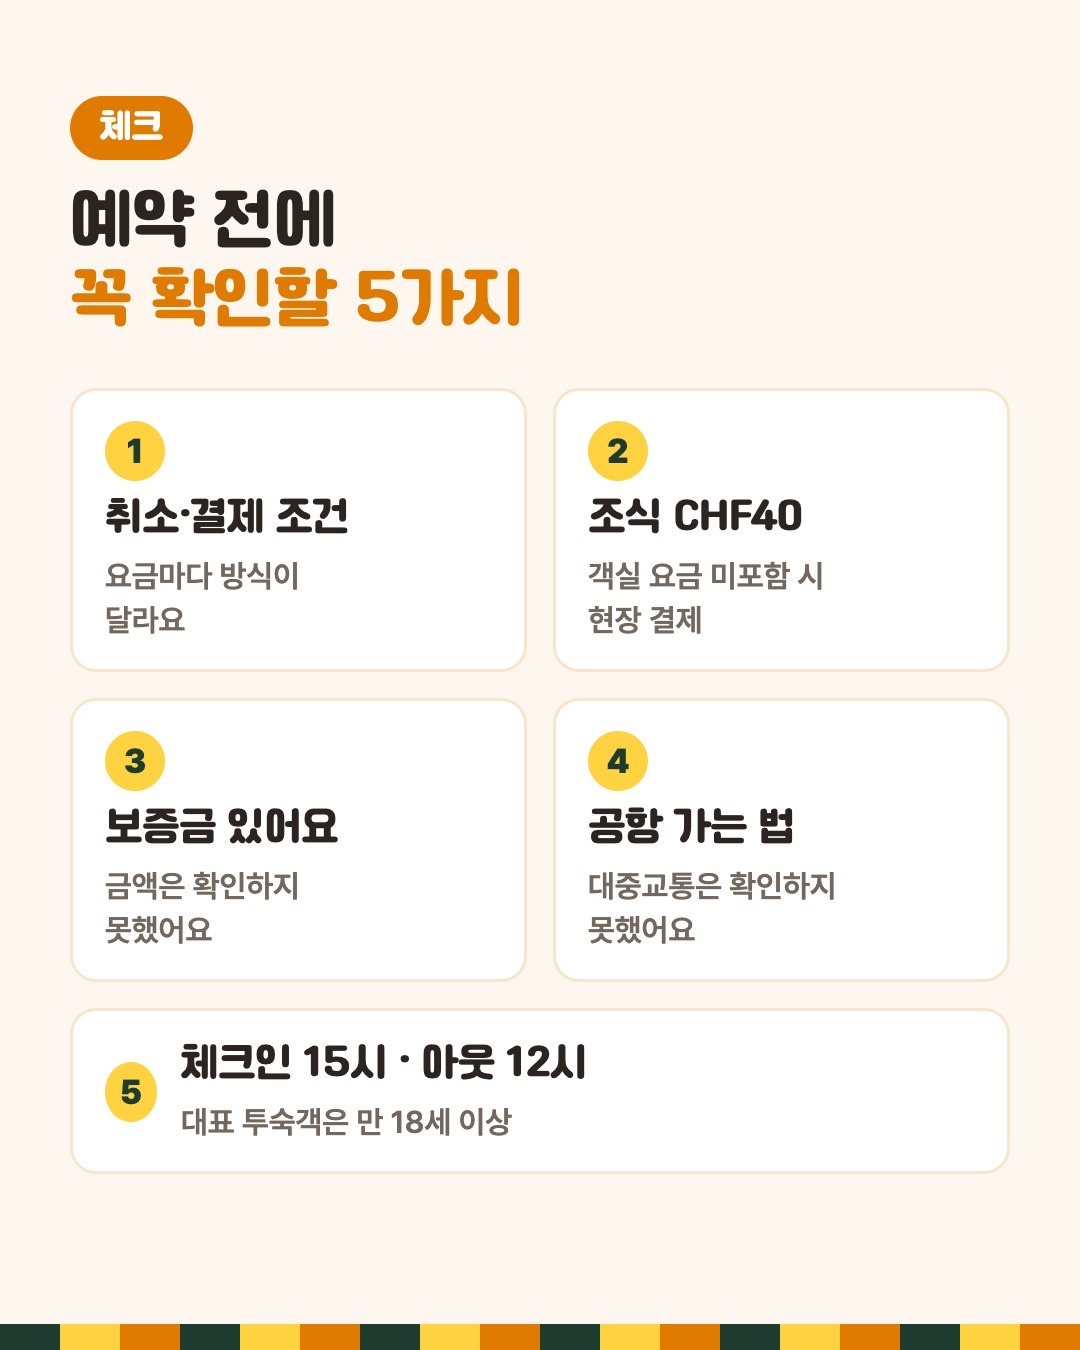 체크
예약 전에
꼭 확인할 5가지
1
취소·결제 조건
요금마다 방식이
달라요
2
조식 CHF40
객실 요금 미포함 시
현장 결제
3
보증금 있어요
금액은 확인하지
못했어요
4
공항 가는 법
대중교통은 확인하지
못했어요
5
체크인 15시 · 아웃 12시
대표 투숙객은 만 18세 이상